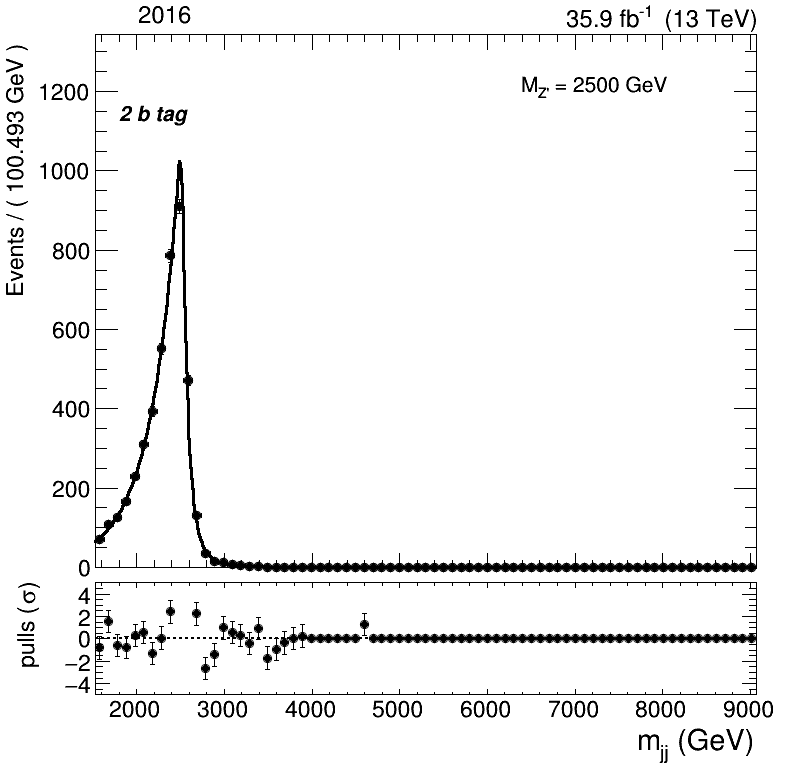 2016
35.9 fb⁻¹ (13 TeV)
Events / ( 100.493 GeV )
1200
1000
800
600
400
200
0
2 b tag
M_Z' = 2500 GeV
pulls (σ)
4
2
0
−2
−4
2000 3000 4000 5000 6000 7000 8000 9000
m_jj (GeV)